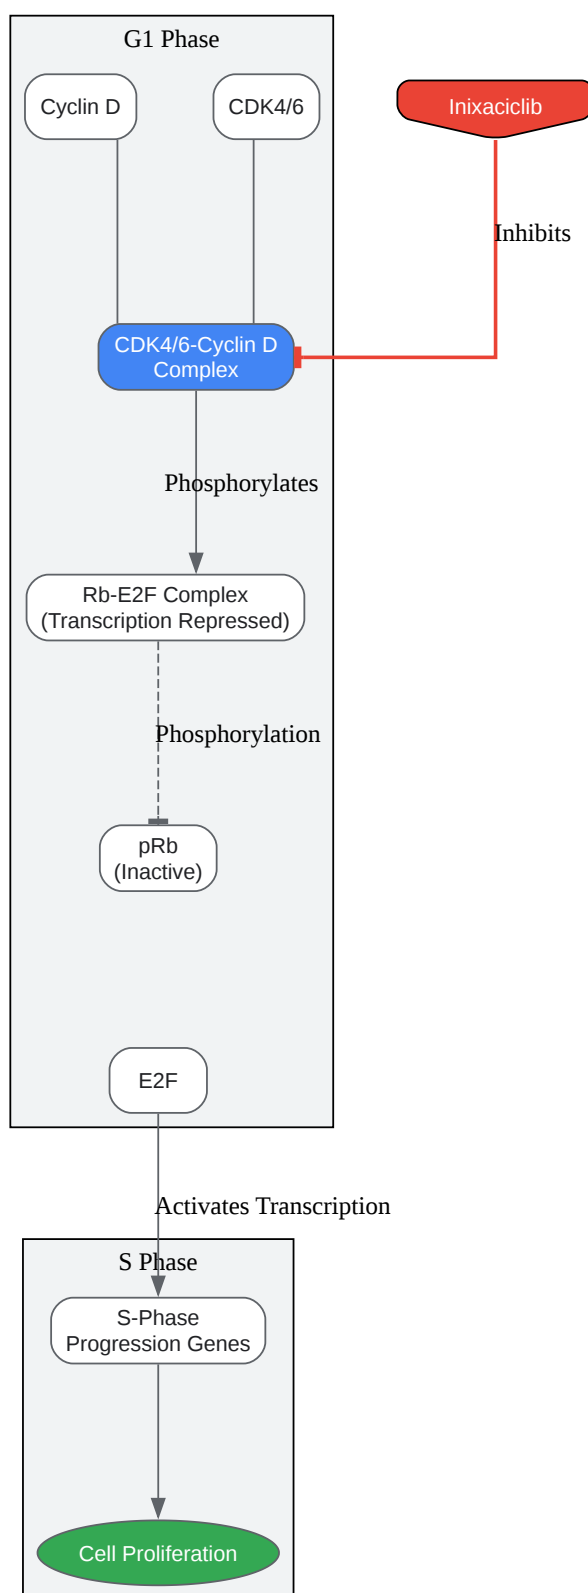 G1 Phase
Cyclin D
CDK4/6
Inixaciclib
Inhibits
CDK4/6-Cyclin D
Complex
Phosphorylates
Rb-E2F Complex
(Transcription Repressed)
Phosphorylation
pRb
(Inactive)
E2F
Activates Transcription
S Phase
S-Phase
Progression Genes
Cell Proliferation